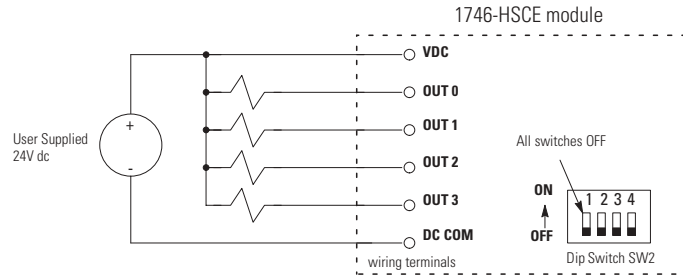 1746-HSCE module
VDC
OUT 0
OUT 1
OUT 2
OUT 3
DC COM
wiring terminals
User Supplied
24V dc
+
-
All switches OFF
ON
OFF
1 2 3 4
Dip Switch SW2